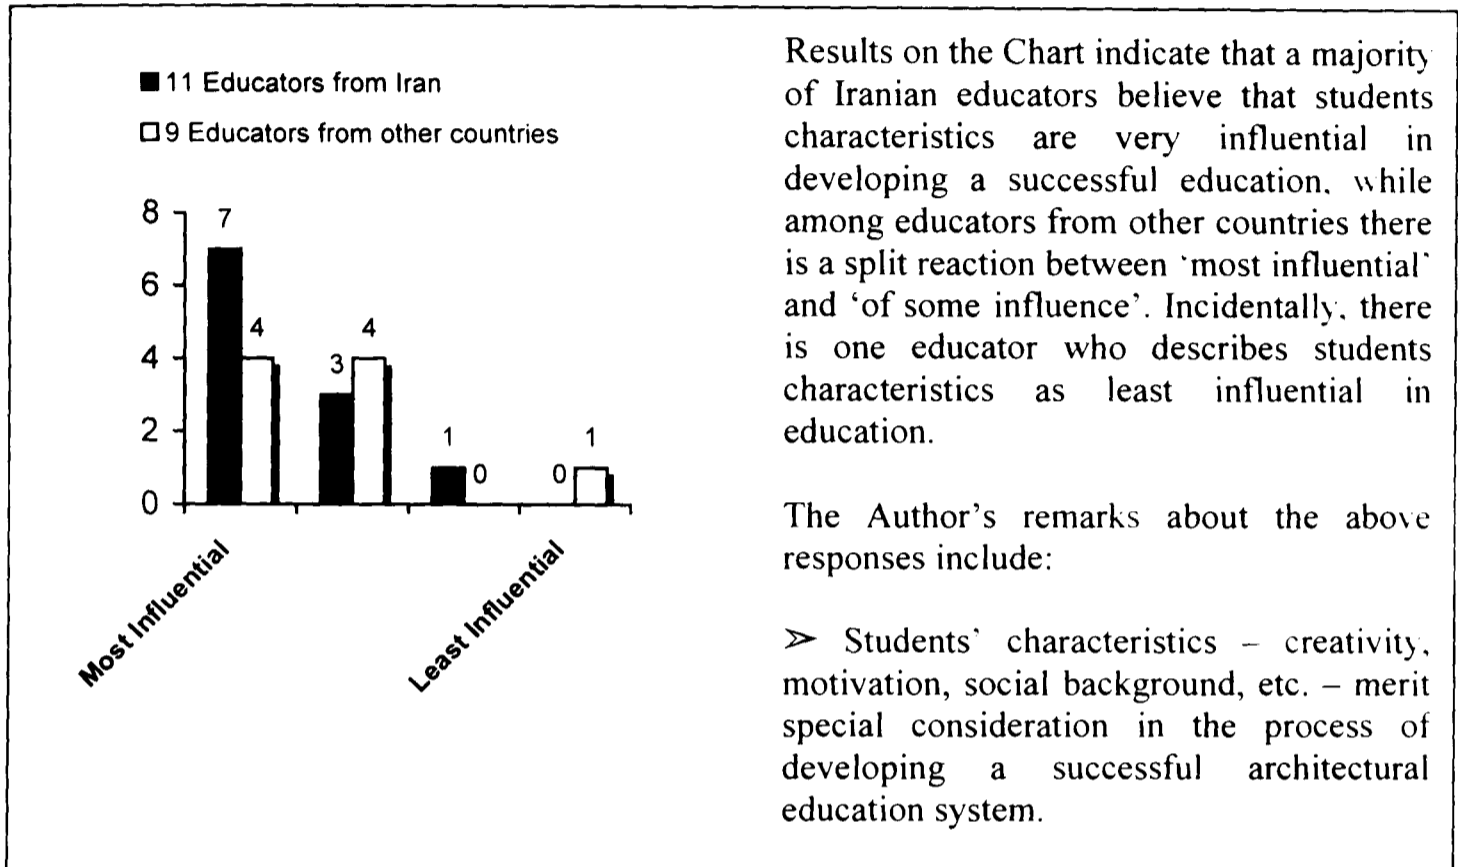 ■ 11 Educators from Iran
□ 9 Educators from other countries
8
6
4
2
0
7
4
3
4
1
0
0
1
Most Influential
Least Influential
Results on the Chart indicate that a majority
of Iranian educators believe that students
characteristics are very influential in
developing a successful education. while
among educators from other countries there
is a split reaction between ‘most influential’
and ‘of some influence’. Incidentally, there
is one educator who describes students
characteristics as least influential in
education.
The Author’s remarks about the above
responses include:
➢ Students’ characteristics – creativity,
motivation, social background, etc. – merit
special consideration in the process of
developing a successful architectural
education system.